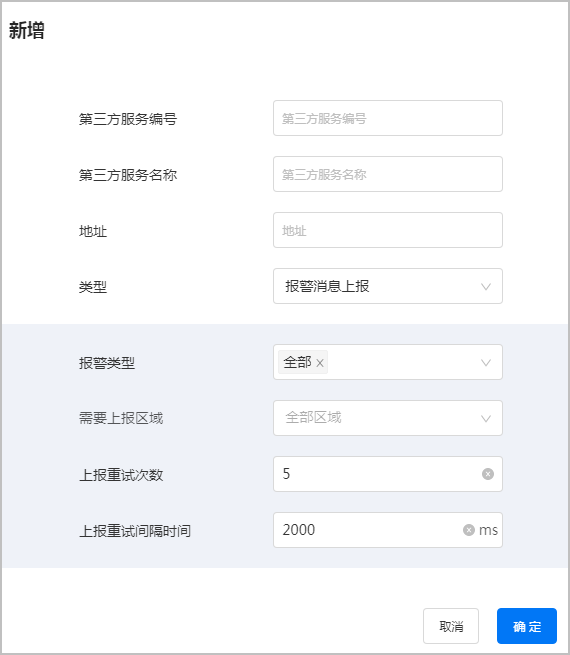 新增
第三方服务编号 第三方服务编号
第三方服务名称 第三方服务名称
地址 地址
类型 报警消息上报
报警类型 全部 ×
需要上报区域 全部区域
上报重试次数 5
上报重试间隔时间 2000 ms
取消 确 定